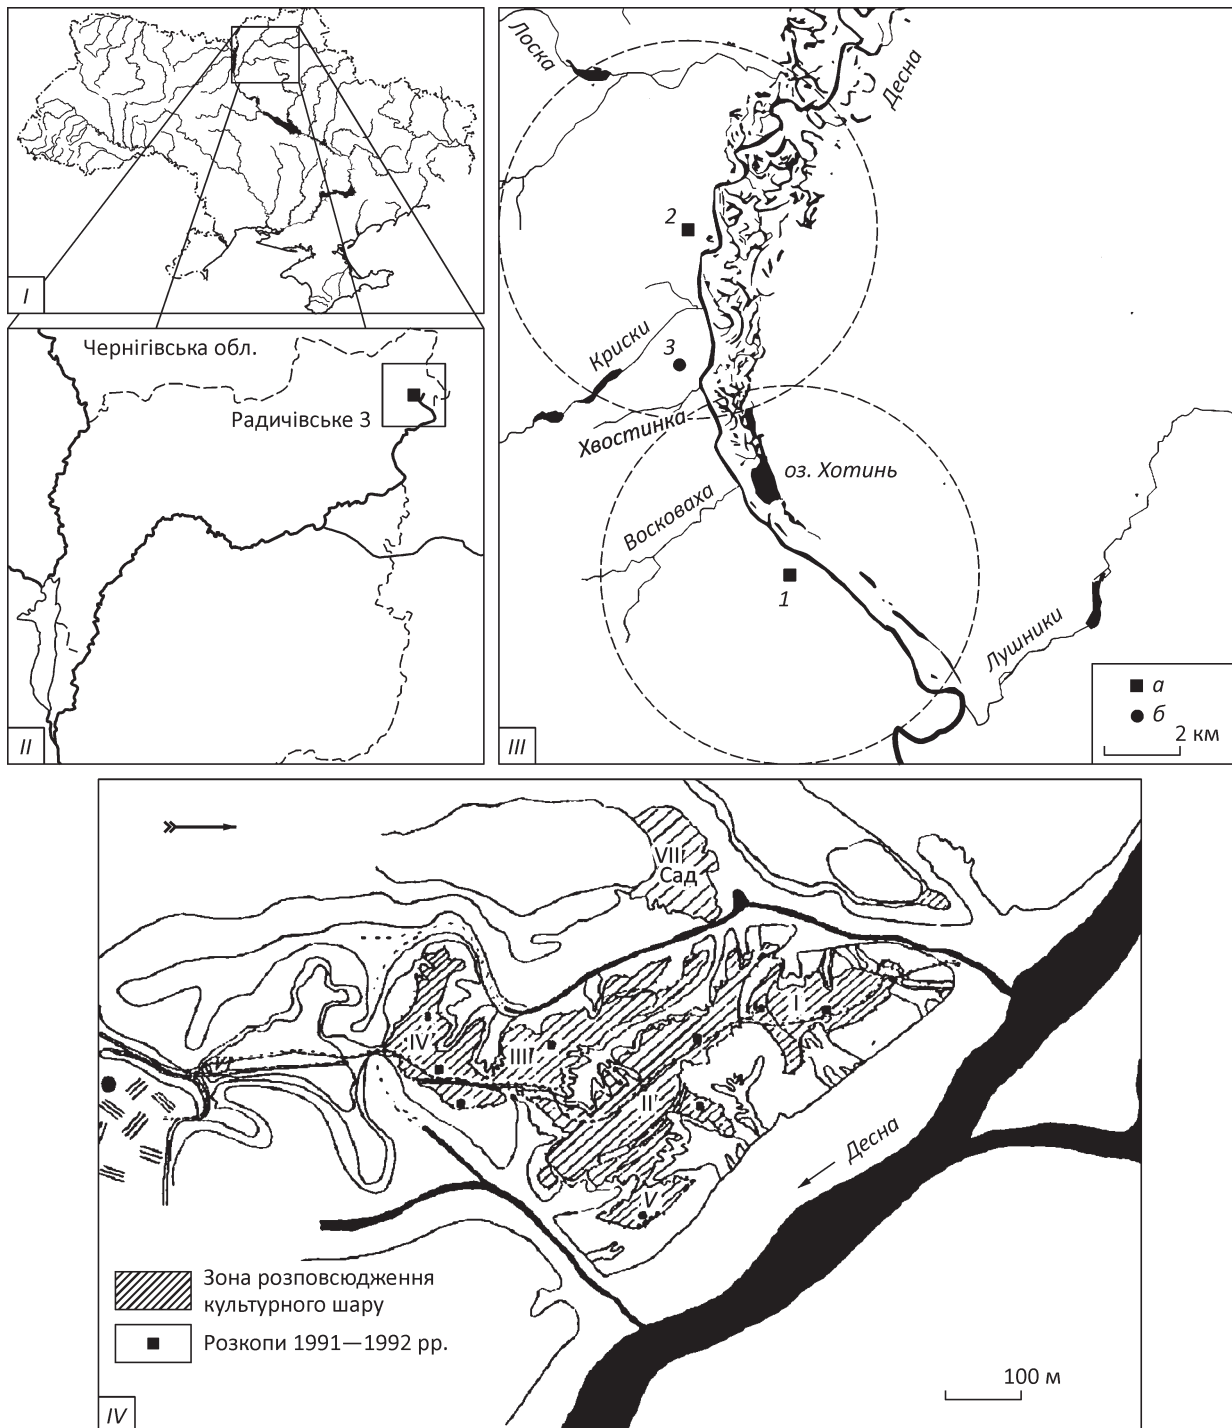 I
Чернігівська обл.
Радичівське 3
II
Лоска
Десна
2
Криски
3
Хвостинка
оз. Хотинь
Восковаха
1
Лушники
а
б
2 км
III
VII
Сад
I
IV
III
II
V
Десна
Зона розповсюдження
культурного шару
Розкопи 1991—1992 рр.
100 м
IV